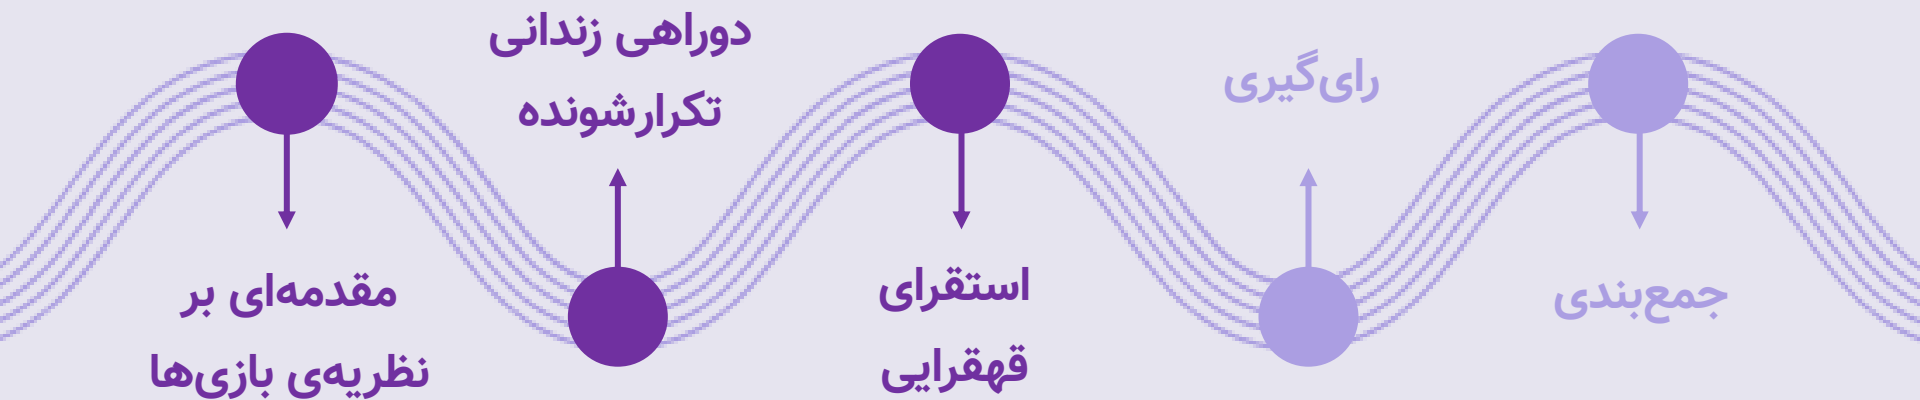 مقدمه‌ای بر
نظریه‌ی بازی‌ها
دوراهی زندانی
تکرارشونده
استقرای
قهقرایی
رای‌گیری
جمع‌بندی